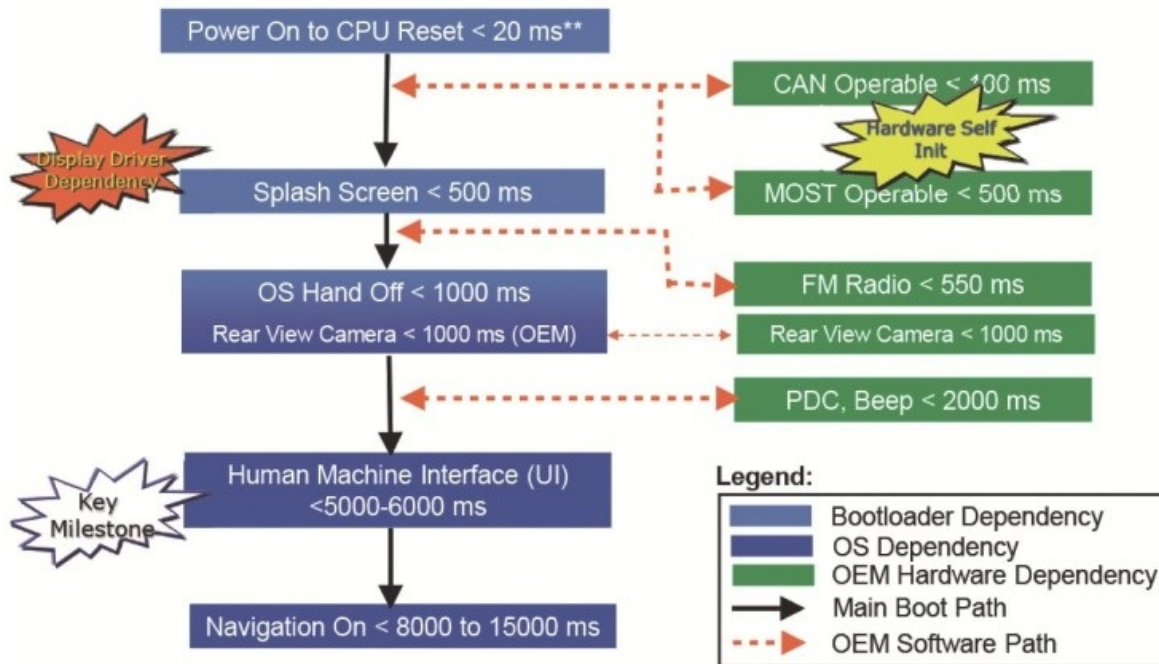 Power On to CPU Reset < 20 ms**
CAN Operable < 100 ms
Hardware Self
Init
Display Driver
Dependency
Splash Screen < 500 ms
MOST Operable < 500 ms
OS Hand Off < 1000 ms
Rear View Camera < 1000 ms (OEM)
FM Radio < 550 ms
Rear View Camera < 1000 ms
PDC, Beep < 2000 ms
Key
Milestone
Human Machine Interface (UI)
<5000-6000 ms
Navigation On < 8000 to 15000 ms
Legend:
Bootloader Dependency
OS Dependency
OEM Hardware Dependency
Main Boot Path
OEM Software Path